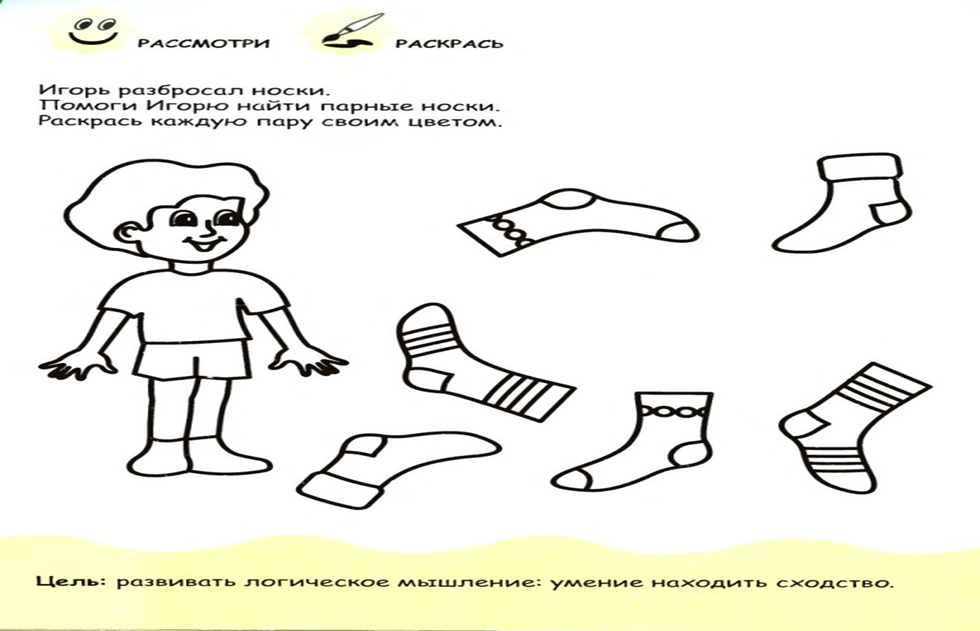 РАССМОТРИ РАСКРАСЬ
Игорь разбросал носки.
Помоги Игорю найти парные носки.
Раскрась каждую пару своим цветом.
Цель: развивать логическое мышление: умение находить сходство.